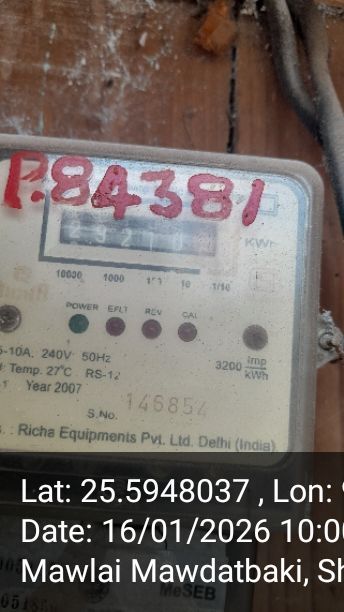 P.84381
KWh
10000 1000 10 1/10
POWER EFLT REV CAL
5-10A. 240V 50Hz
Temp. 27°C RS-12
3200 imp/kWh
Year 2007
S.No. 146854
: Richa Equipments Pvt. Ltd. Delhi (India)
Lat: 25.5948037 , Lon:
Date: 16/01/2026 10:0
Mawlai Mawdatbaki, Sh
MeSEB